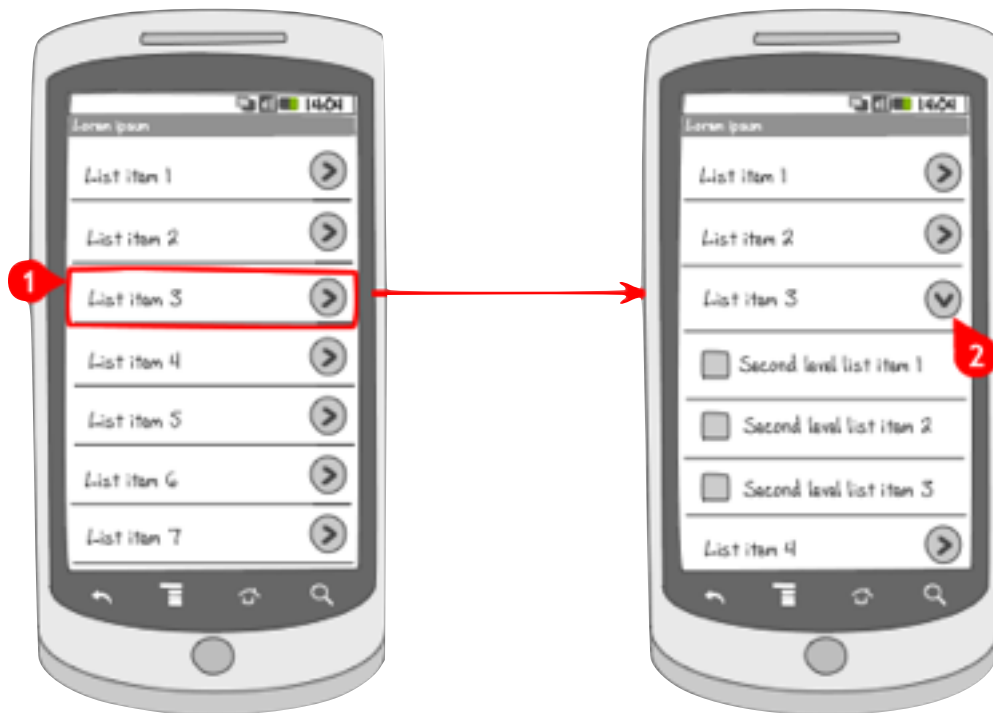 14:04
Lorem ipsum
List item 1
List item 2
1
List item 3
List item 4
List item 5
List item 6
List item 7
14:04
Lorem ipsum
List item 1
List item 2
List item 3
2
Second level list item 1
Second level list item 2
Second level list item 3
List item 4